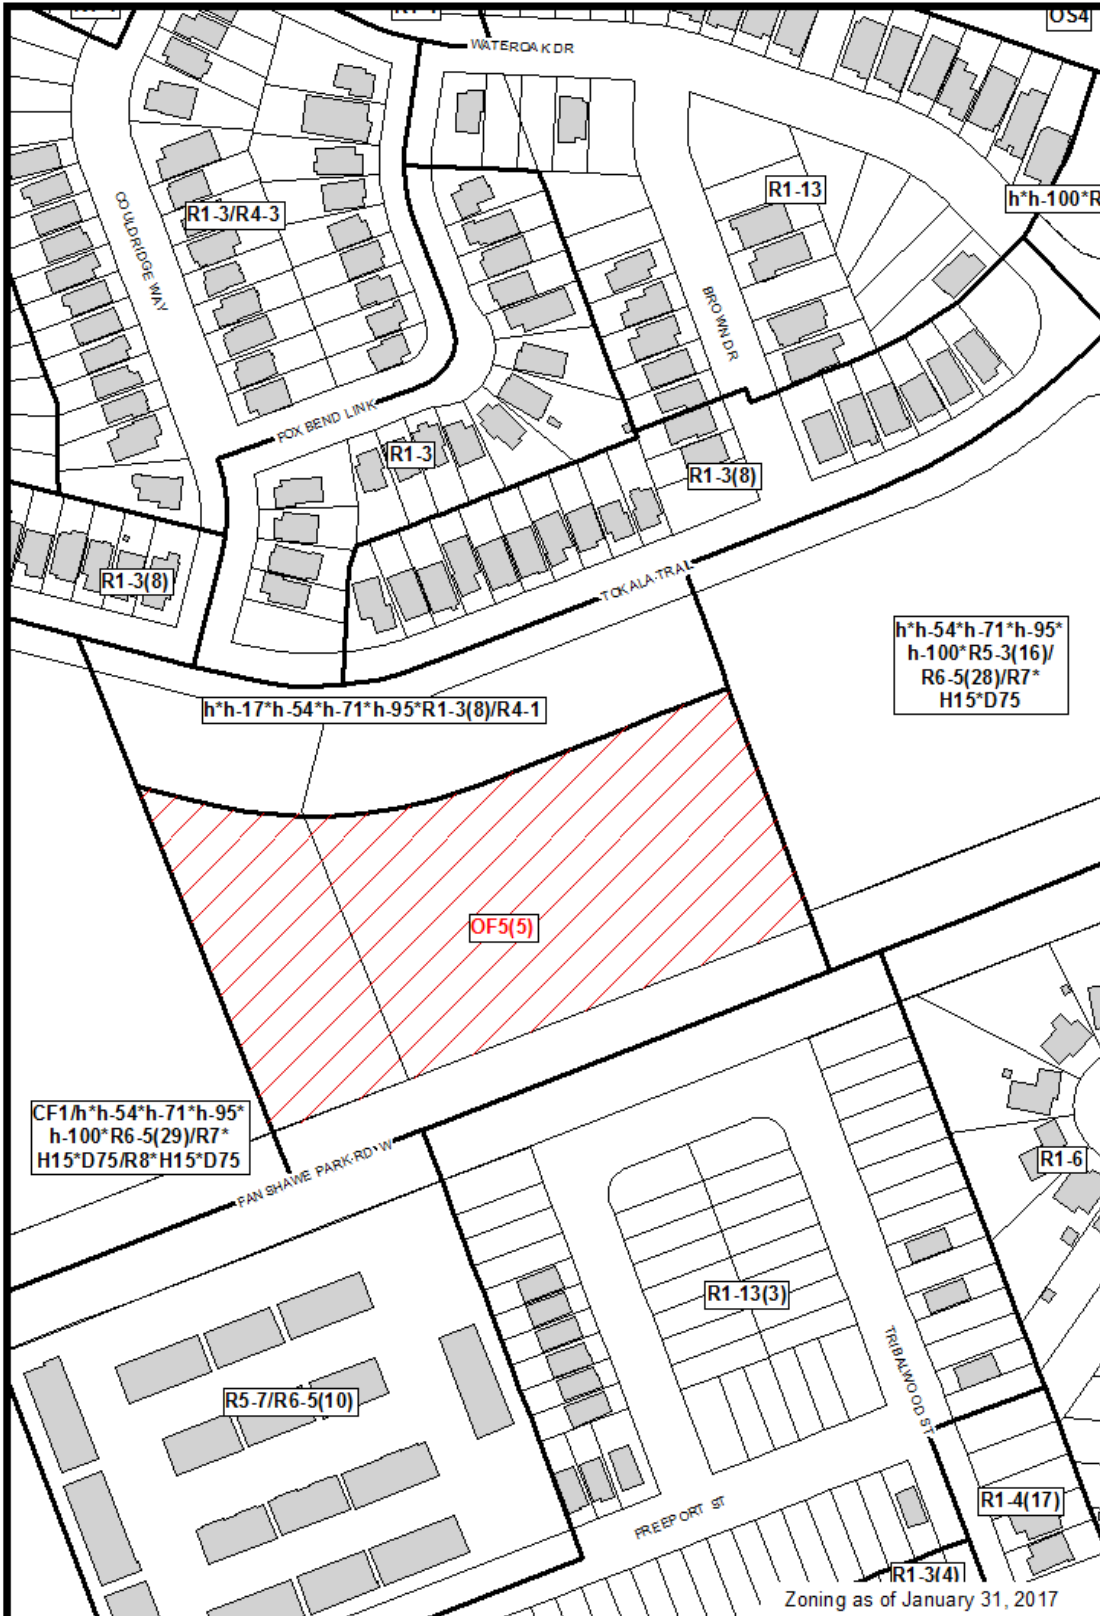 OS4
WATEROAK DR
R1-13
h*h-100*R
R1-3/R4-3
COULDRIDGE WAY
BROWN DR
FOX BEND LINK
R1-3
R1-3(8)
R1-3(8)
TOKALA TRAIL
h*h-54*h-71*h-95*
h-100*R5-3(16)/
R6-5(28)/R7*
H15*D75
h*h-17*h-54*h-71*h-95*R1-3(8)/R4-1
OF5(5)
CF1/h*h-54*h-71*h-95*
h-100*R6-5(29)/R7*
H15*D75/R8*H15*D75
FANSHAWE PARK RD W
R1-6
R1-13(3)
TRIBALWOOD ST
R5-7/R6-5(10)
R1-4(17)
FREEPORT ST
R1-3(4)
Zoning as of January 31, 2017